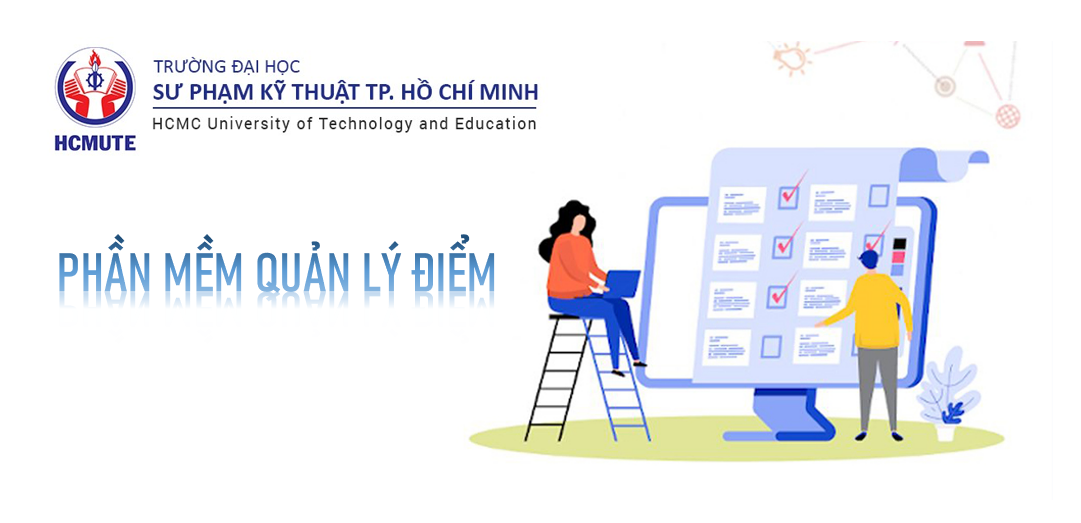 TRƯỜNG ĐẠI HỌC
SƯ PHẠM KỸ THUẬT TP. HỒ CHÍ MINH
HCMC University of Technology and Education
HCMUTE
PHẦN MỀM QUẢN LÝ ĐIỂM